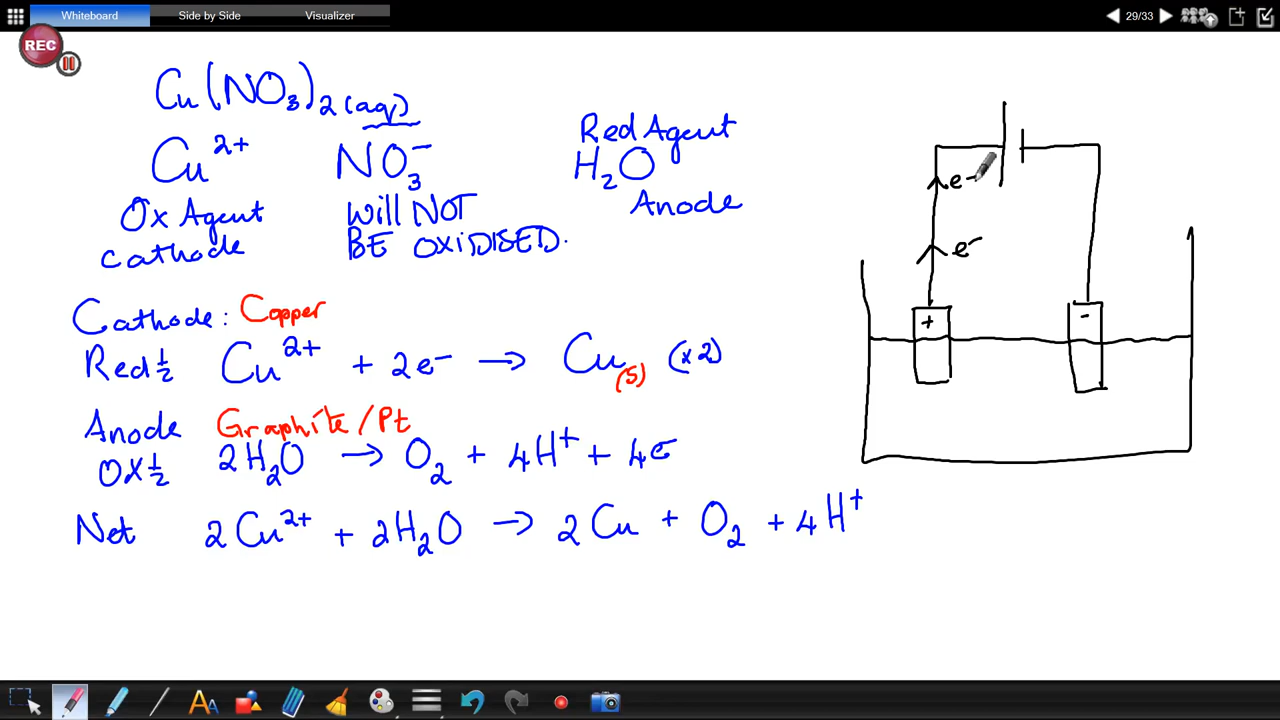 Whiteboard Side by Side Visualizer 29/33
REC
Cu(NO₃)₂(aq)
Cu²⁺ NO₃⁻ H₂O
Red Agent
Ox Agent Will NOT Anode
cathode BE OXiDiSED.
Cathode: Copper
Red ½ Cu²⁺ + 2e⁻ → Cu(s) (x2)
Anode Graphite/Pt
OX ½ 2H₂O → O₂ + 4H⁺ + 4e⁻
Net 2Cu²⁺ + 2H₂O → 2Cu + O₂ + 4H⁺
e⁻
e⁻
+ -